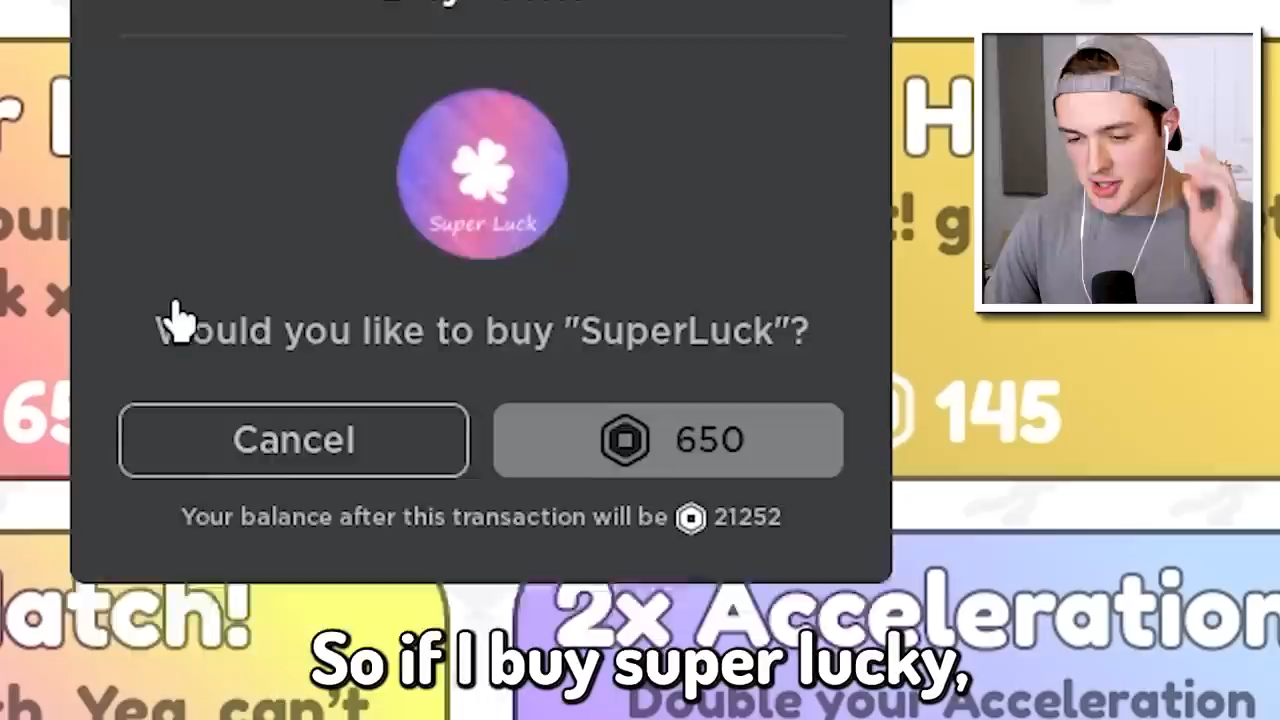 Super Luck
Would you like to buy "SuperLuck"?
Cancel
650
Your balance after this transaction will be 21252
145
2x Acceleration
Double your Acceleration
So if I buy super lucky,